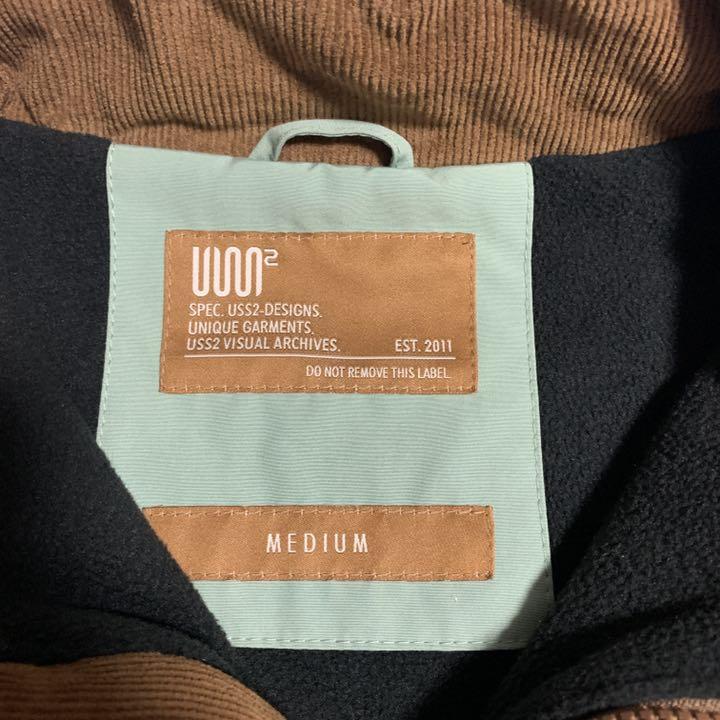 SPEC. USS2-DESIGNS.
UNIQUE GARMENTS.
USS2 VISUAL ARCHIVES. EST. 2011
DO NOT REMOVE THIS LABEL.
MEDIUM